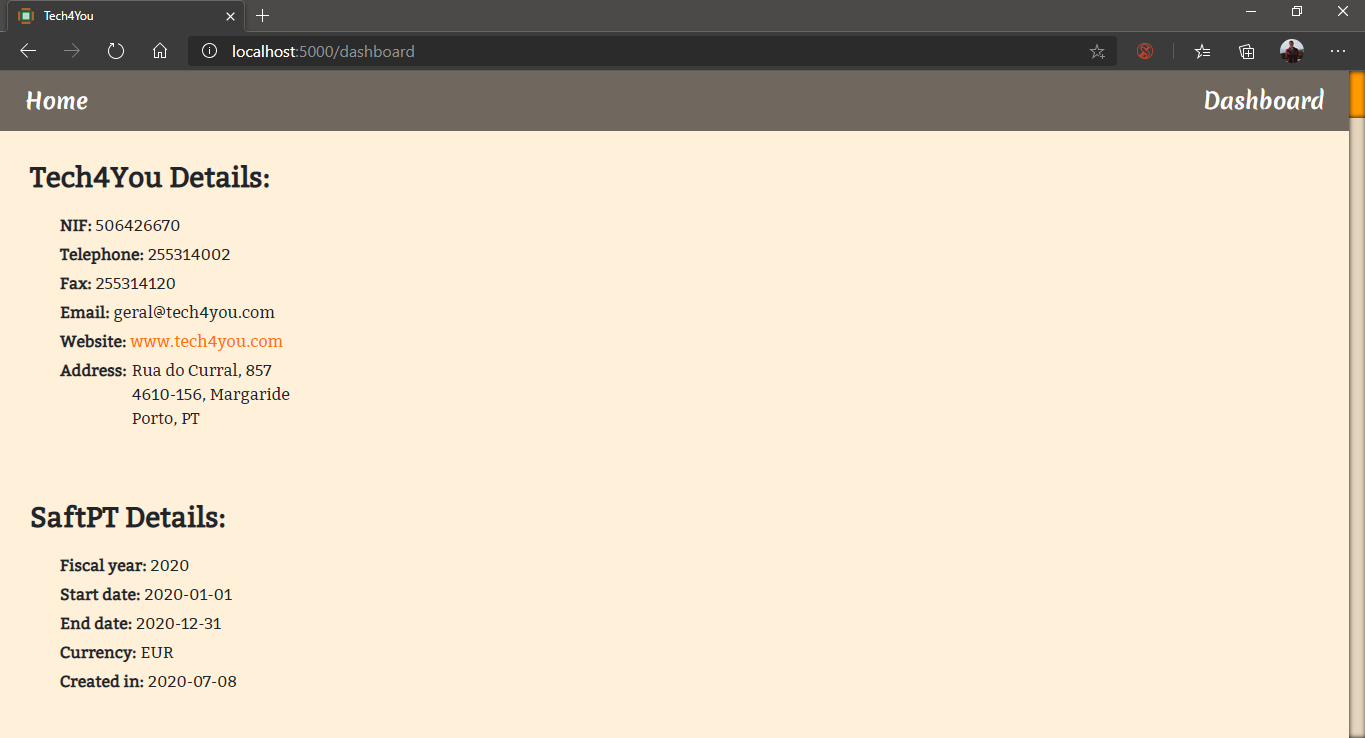 Tech4You
localhost:5000/dashboard
Home
Dashboard
Tech4You Details:
NIF: 506426670
Telephone: 255314002
Fax: 255314120
Email: geral@tech4you.com
Website: www.tech4you.com
Address: Rua do Curral, 857
4610-156, Margaride
Porto, PT
SaftPT Details:
Fiscal year: 2020
Start date: 2020-01-01
End date: 2020-12-31
Currency: EUR
Created in: 2020-07-08